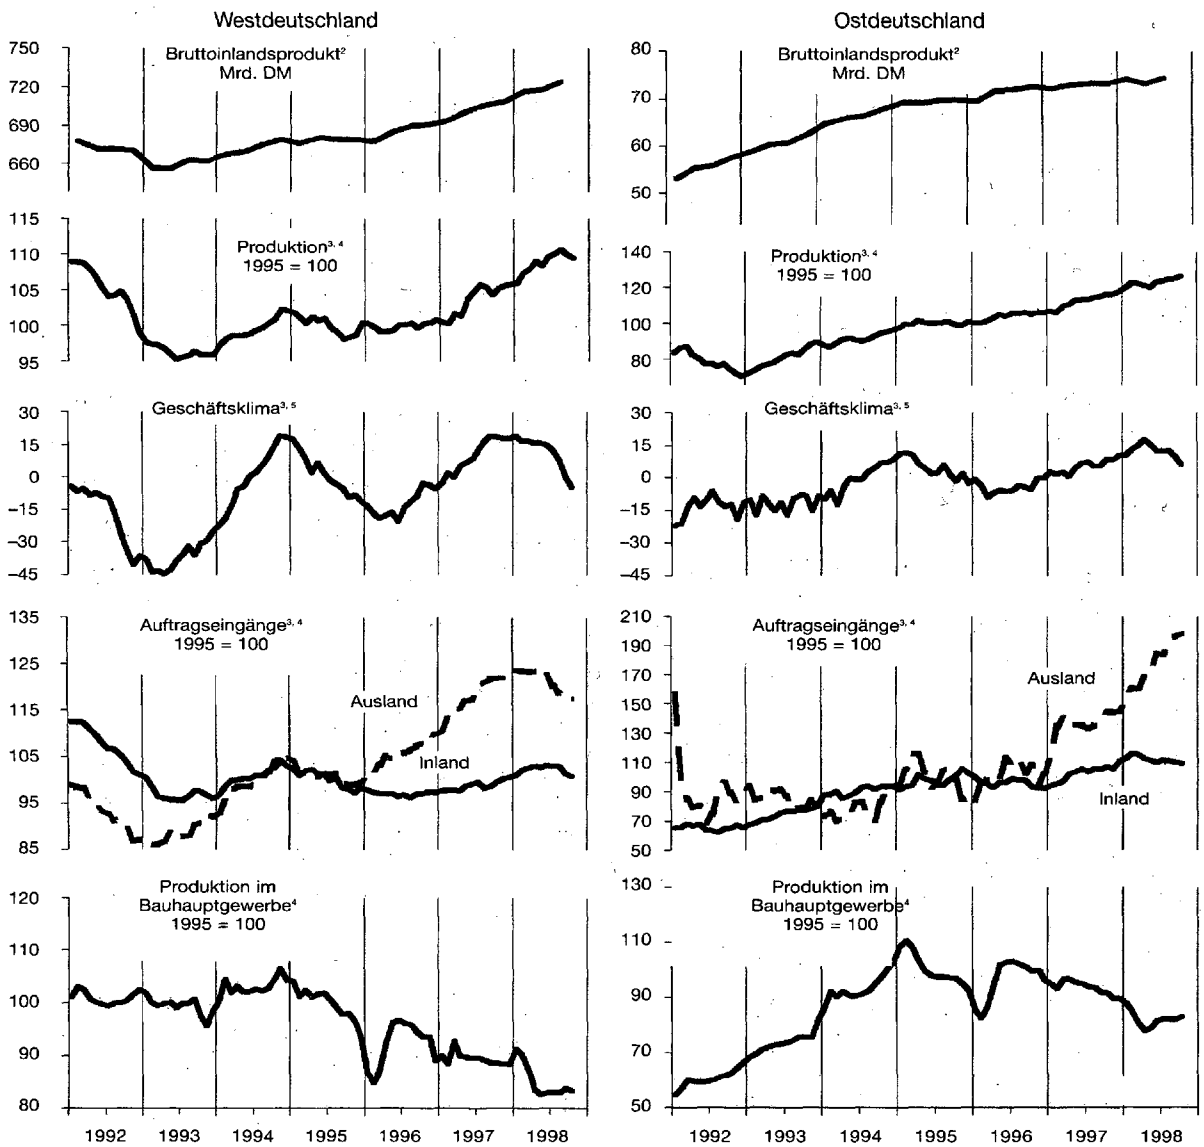 Westdeutschland
Bruttoinlandsprodukt²
Mrd. DM
750
720
690
660
Produktion³,⁴
1995 = 100
115
110
105
100
95
Geschäftsklima³,⁵
30
15
0
–15
–30
–45
Auftragseingänge³,⁴
1995 = 100
135
125
115
105
95
85
Ausland
Inland
Produktion im
Bauhauptgewerbe⁴
1995 = 100
120
110
100
90
80
1992 1993 1994 1995 1996 1997 1998
Ostdeutschland
Bruttoinlandsprodukt²
Mrd. DM
80
70
60
50
Produktion³,⁴
1995 = 100
140
120
100
80
Geschäftsklima³,⁵
30
15
0
–15
–30
–45
Auftragseingänge³,⁴
1995 = 100
210
190
170
150
130
110
90
70
50
Ausland
Inland
Produktion im
Bauhauptgewerbe⁴
1995 = 100
130
110
90
70
50
1992 1993 1994 1995 1996 1997 1998